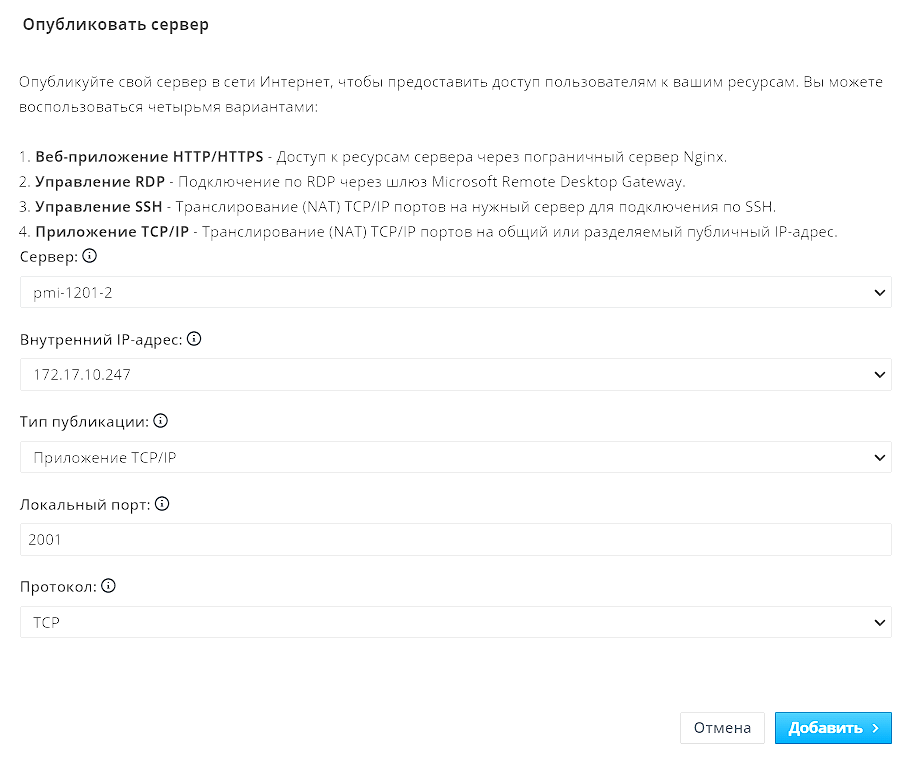 Опубликовать сервер
Опубликуйте свой сервер в сети Интернет, чтобы предоставить доступ пользователям к вашим ресурсам. Вы можете
воспользоваться четырьмя вариантами:
1. Веб-приложение HTTP/HTTPS - Доступ к ресурсам сервера через пограничный сервер Nginx.
2. Управление RDP - Подключение по RDP через шлюз Microsoft Remote Desktop Gateway.
3. Управление SSH - Транслирование (NAT) TCP/IP портов на нужный сервер для подключения по SSH.
4. Приложение TCP/IP - Транслирование (NAT) TCP/IP портов на общий или разделяемый публичный IP-адрес.
Сервер:
pmi-1201-2
Внутренний IP-адрес:
172.17.10.247
Тип публикации:
Приложение TCP/IP
Локальный порт:
2001
Протокол:
TCP
Отмена
Добавить